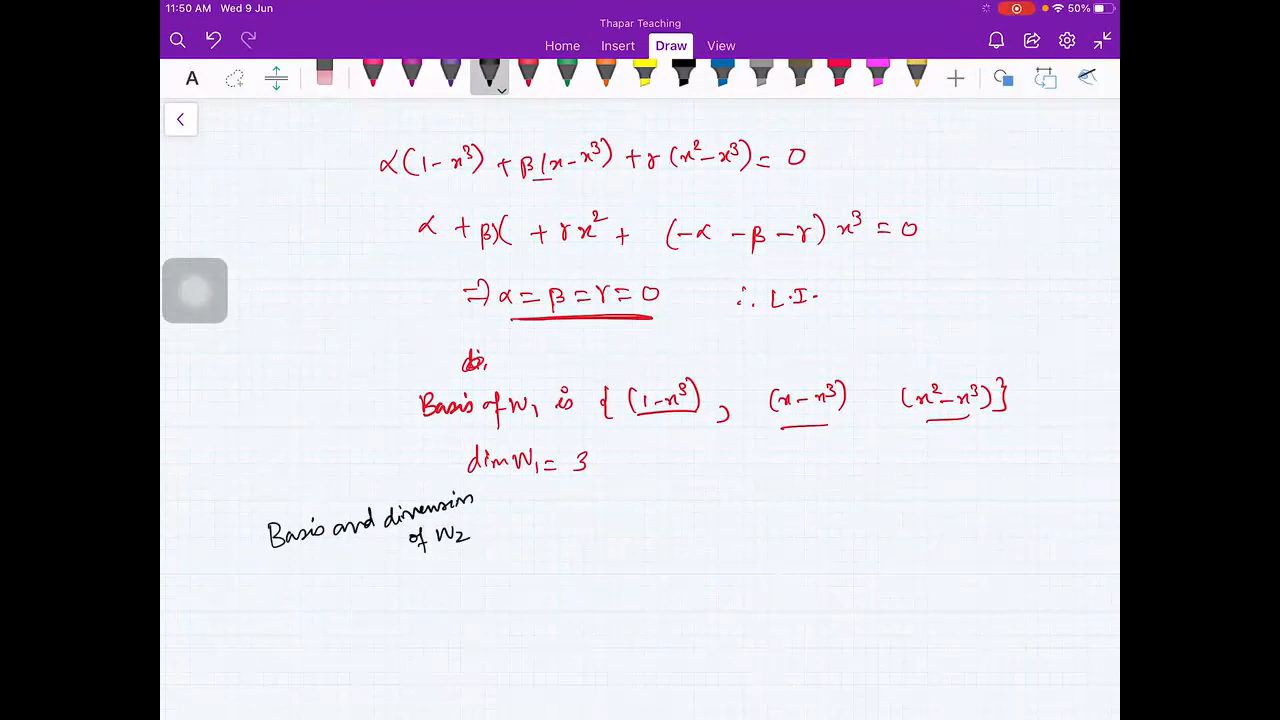 11:50 AM Wed 9 Jun
50%
Thapar Teaching
Home Insert Draw View
A
α(1-x³) + β(x-x³) + γ(x²-x³) = 0
α + βx + γx² + (-α -β -γ) x³ = 0
⇒ α = β = γ = 0 ∴ L.I.
Basis of W₁ is { (1-x³) , (x-x³) (x²-x³) }
dim W₁ = 3
Basis and dimension
of W₂